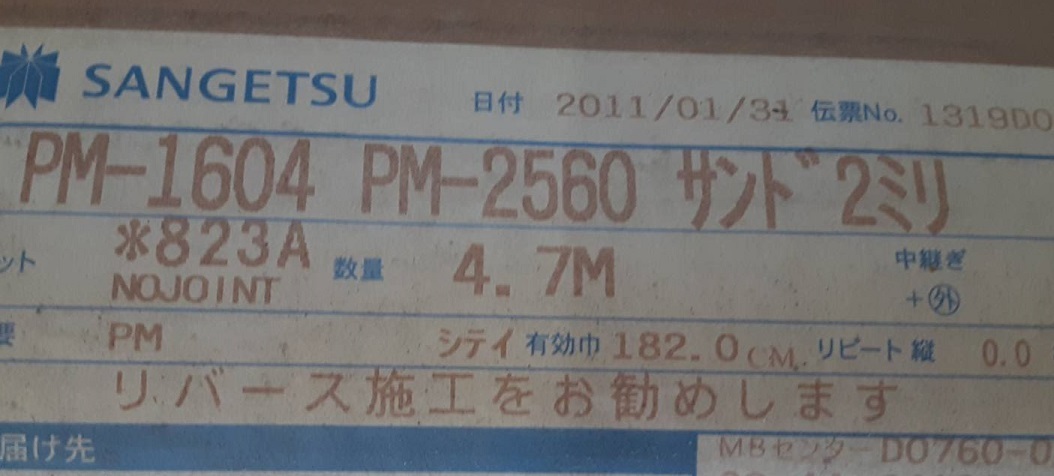 SANGETSU 日付 2011/01/31 伝票No. 1319D0
PM-1604 PM-2560 サンド2ミリ
ット ※823A 数量 4.7M 中継ぎ
NOJOINT +外
要 PM シテイ 有効巾 182.0CM. リピート 縦 0.0
リバース施工をお勧めします
届け先 MBセンター D0760-0